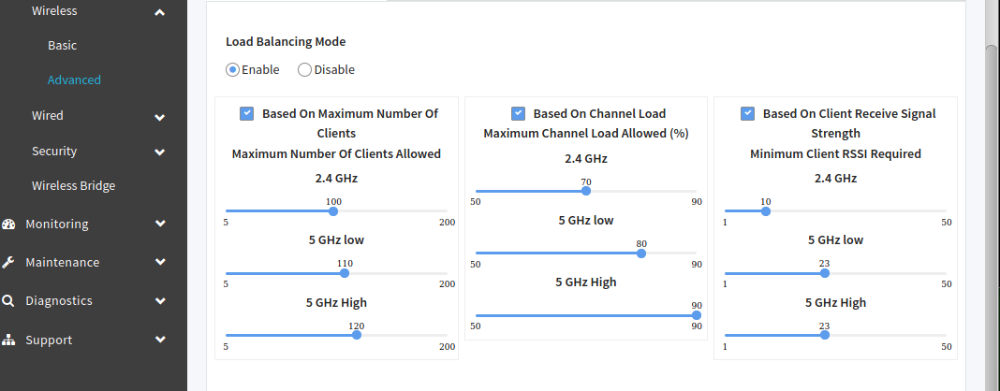 Wireless
Basic
Advanced
Wired
Security
Wireless Bridge
Monitoring
Maintenance
Diagnostics
Support
Load Balancing Mode
Enable Disable
Based On Maximum Number Of
Clients
Maximum Number Of Clients Allowed
2.4 GHz
100
5 200
5 GHz low
110
5 200
5 GHz High
120
5 200
Based On Channel Load
Maximum Channel Load Allowed (%)
2.4 GHz
70
50 90
5 GHz low
80
50 90
5 GHz High
90
50 90
Based On Client Receive Signal
Strength
Minimum Client RSSI Required
2.4 GHz
10
1 50
5 GHz low
23
1 50
5 GHz High
23
1 50